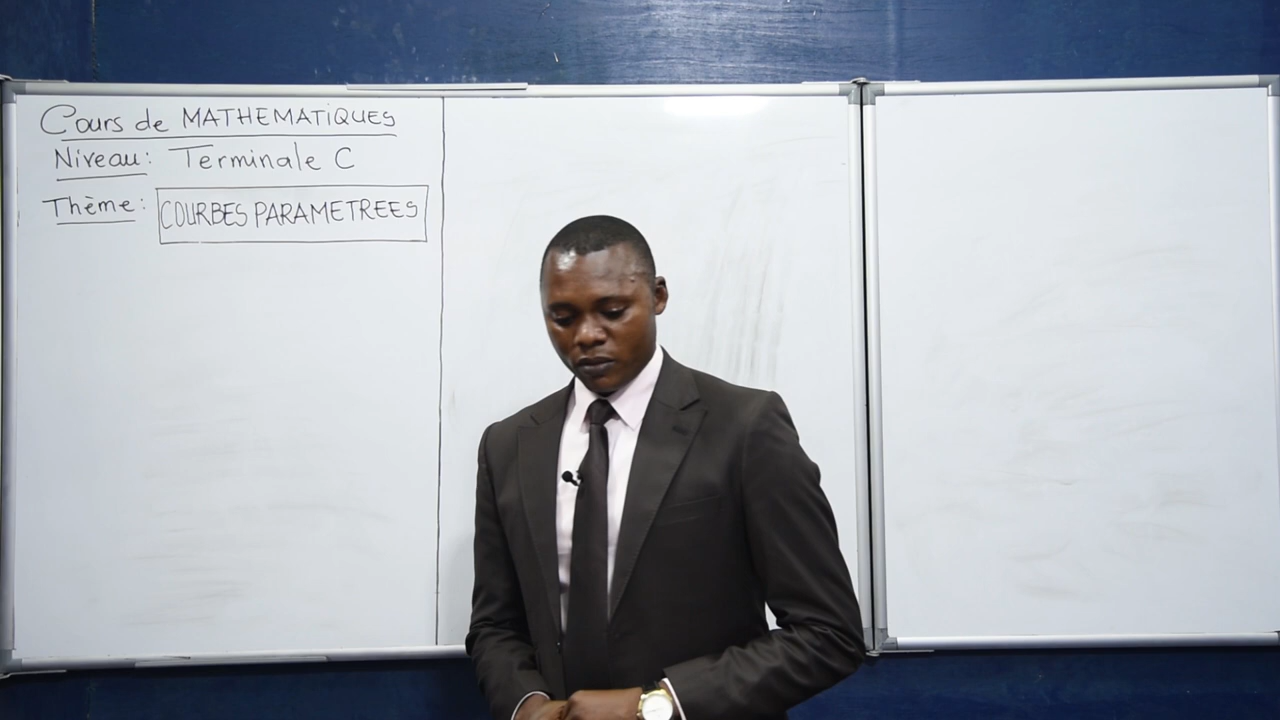 Cours de MATHEMATIQUES
Niveau: Terminale C
Thème: COURBES PARAMETREES